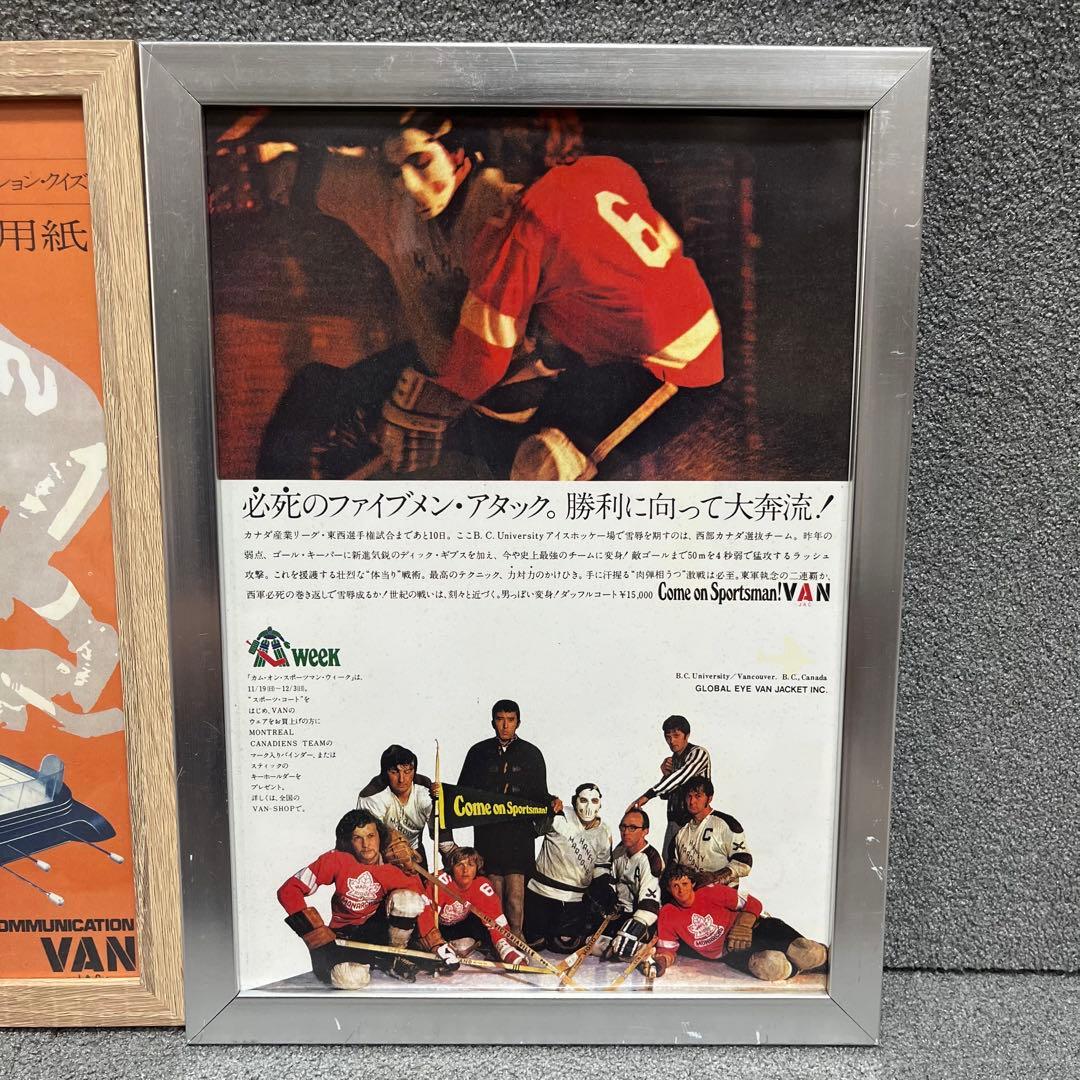 ション・クイズ
用紙
OMMUNICATION
VAN
JAC
6
必死のファイブメン・アタック。勝利に向って大奔流！
カナダ産業リーグ・東西選手権試合まであと10日。ここB.C.Universityアイスホッケー場で雪辱を期すのは、西部カナダ選抜チーム。昨年の
弱点、ゴール・キーパーに新進気鋭のディック・ギブスを加え、今や史上最強のチームに変身！敵ゴールまで50mを4秒弱で猛攻するラッシュ
攻撃。これを援護する壮烈な“体当り”戦術。最高のテクニック、力対力のかけひき。手に汗握る“肉弾相うつ”激戦は必至。東軍執念の二連覇か、
西軍必死の巻き返しで雪辱成るか！世紀の戦いは、刻々と近づく。男っぽい変身！ダッフルコート¥15,000 Come on Sportsman! VAN
JAC
WEEK
「カム・オン・スポーツマン・ウィーク」は、
11/19(日)−12/3(日)。
“スポーツ・コート”を
はじめ、VANの
ウェアをお買上げの方に
MONTREAL
CANADIENS TEAMの
マーク入りバインダー、または
スティックの
キーホールダーを
プレゼント。
詳しくは、全国の
VAN-SHOPで。
B.C. University/Vancouver. B.C., Canada
GLOBAL EYE VAN JACKET INC.
Come on Sportsman!
C
A
6
VICTORIAVILLE